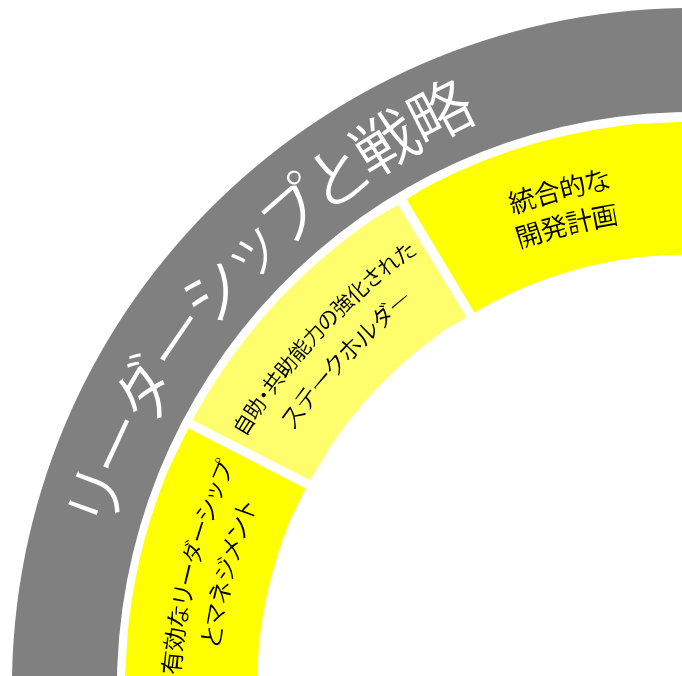 リーダーシップと戦略
有効なリーダーシップ
とマネジメント
自助・共助能力の強化された
ステークホルダー
統合的な
開発計画